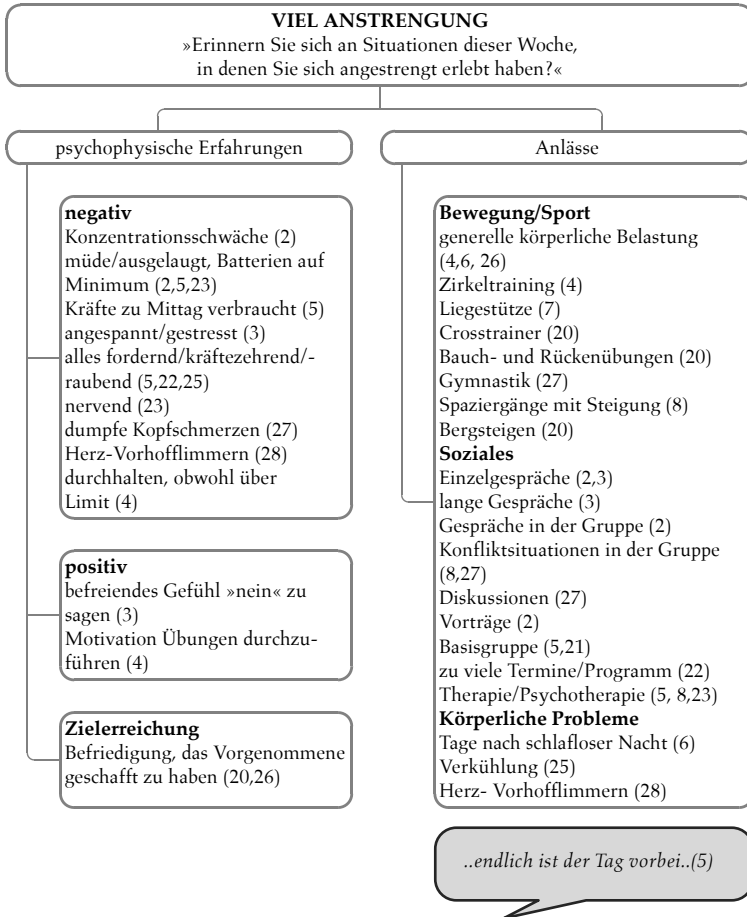 VIEL ANSTRENGUNG
»Erinnern Sie sich an Situationen dieser Woche,
in denen Sie sich angestrengt erlebt haben?«
psychophysische Erfahrungen
negativ
Konzentrationsschwäche (2)
müde/ausgelaugt, Batterien auf
Minimum (2,5,23)
Kräfte zu Mittag verbraucht (5)
angespannt/gestresst (3)
alles fordernd/kräftezehrend/-
raubend (5,22,25)
nervend (23)
dumpfe Kopfschmerzen (27)
Herz-Vorhofflimmern (28)
durchhalten, obwohl über
Limit (4)
positiv
befreiendes Gefühl »nein« zu
sagen (3)
Motivation Übungen durchzu-
führen (4)
Zielerreichung
Befriedigung, das Vorgenommene
geschafft zu haben (20,26)
Anlässe
Bewegung/Sport
generelle körperliche Belastung
(4,6, 26)
Zirkeltraining (4)
Liegestütze (7)
Crosstrainer (20)
Bauch- und Rückenübungen (20)
Gymnastik (27)
Spaziergänge mit Steigung (8)
Bergsteigen (20)
Soziales
Einzelgespräche (2,3)
lange Gespräche (3)
Gespräche in der Gruppe (2)
Konfliktsituationen in der Gruppe
(8,27)
Diskussionen (27)
Vorträge (2)
Basisgruppe (5,21)
zu viele Termine/Programm (22)
Therapie/Psychotherapie (5, 8,23)
Körperliche Probleme
Tage nach schlafloser Nacht (6)
Verkühlung (25)
Herz- Vorhofflimmern (28)
..endlich ist der Tag vorbei..(5)